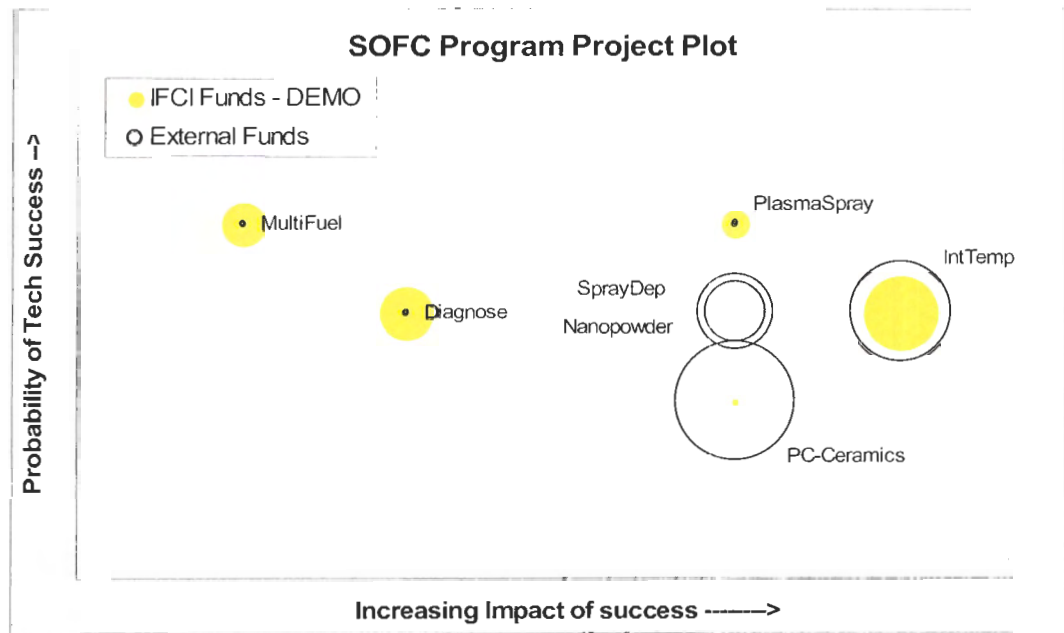 SOFC Program Project Plot
IFCI Funds - DEMO
External Funds
Probability of Tech Success -->
MultiFuel
PlasmaSpray
IntTemp
SprayDep
Diagnose
Nanopowder
PC-Ceramics
Increasing Impact of success -------->